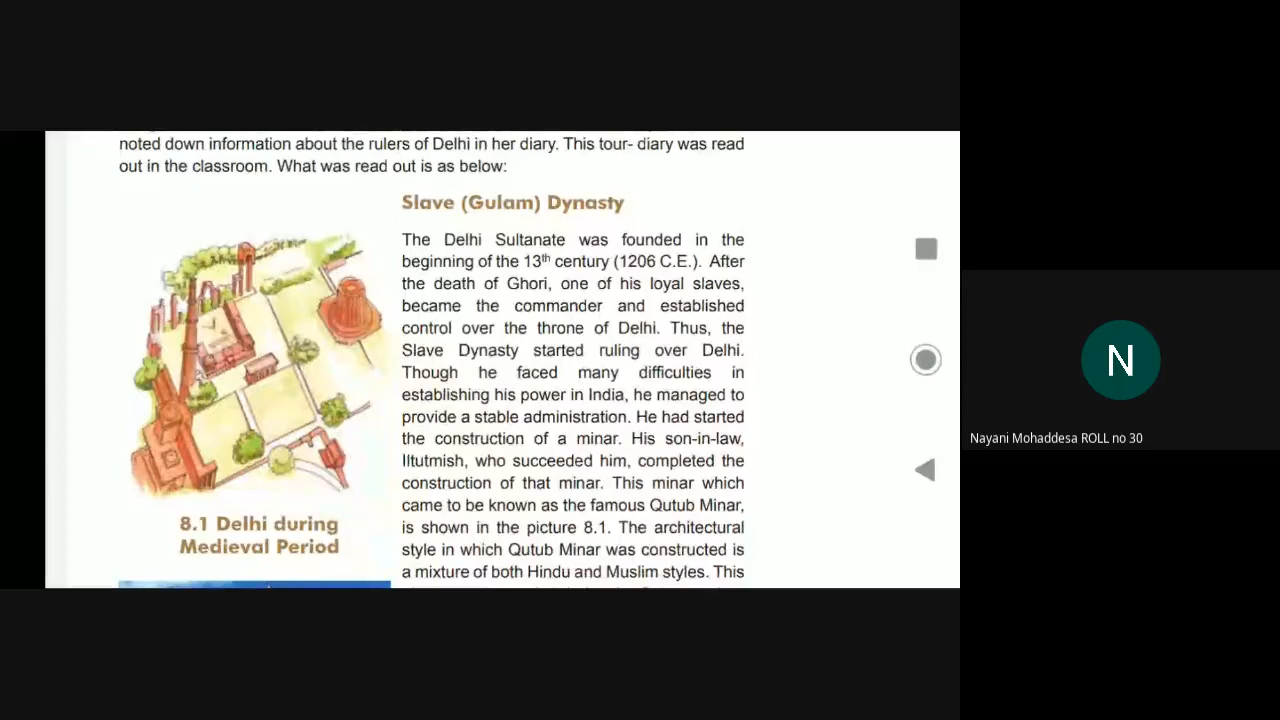 noted down information about the rulers of Delhi in her diary. This tour- diary was read
out in the classroom. What was read out is as below:
Slave (Gulam) Dynasty
The Delhi Sultanate was founded in the
beginning of the 13th century (1206 C.E.). After
the death of Ghori, one of his loyal slaves,
became the commander and established
control over the throne of Delhi. Thus, the
Slave Dynasty started ruling over Delhi.
Though he faced many difficulties in
establishing his power in India, he managed to
provide a stable administration. He had started
the construction of a minar. His son-in-law,
Iltutmish, who succeeded him, completed the
construction of that minar. This minar which
came to be known as the famous Qutub Minar,
is shown in the picture 8.1. The architectural
style in which Qutub Minar was constructed is
a mixture of both Hindu and Muslim styles. This
8.1 Delhi during
Medieval Period
N
Nayani Mohaddesa ROLL no 30